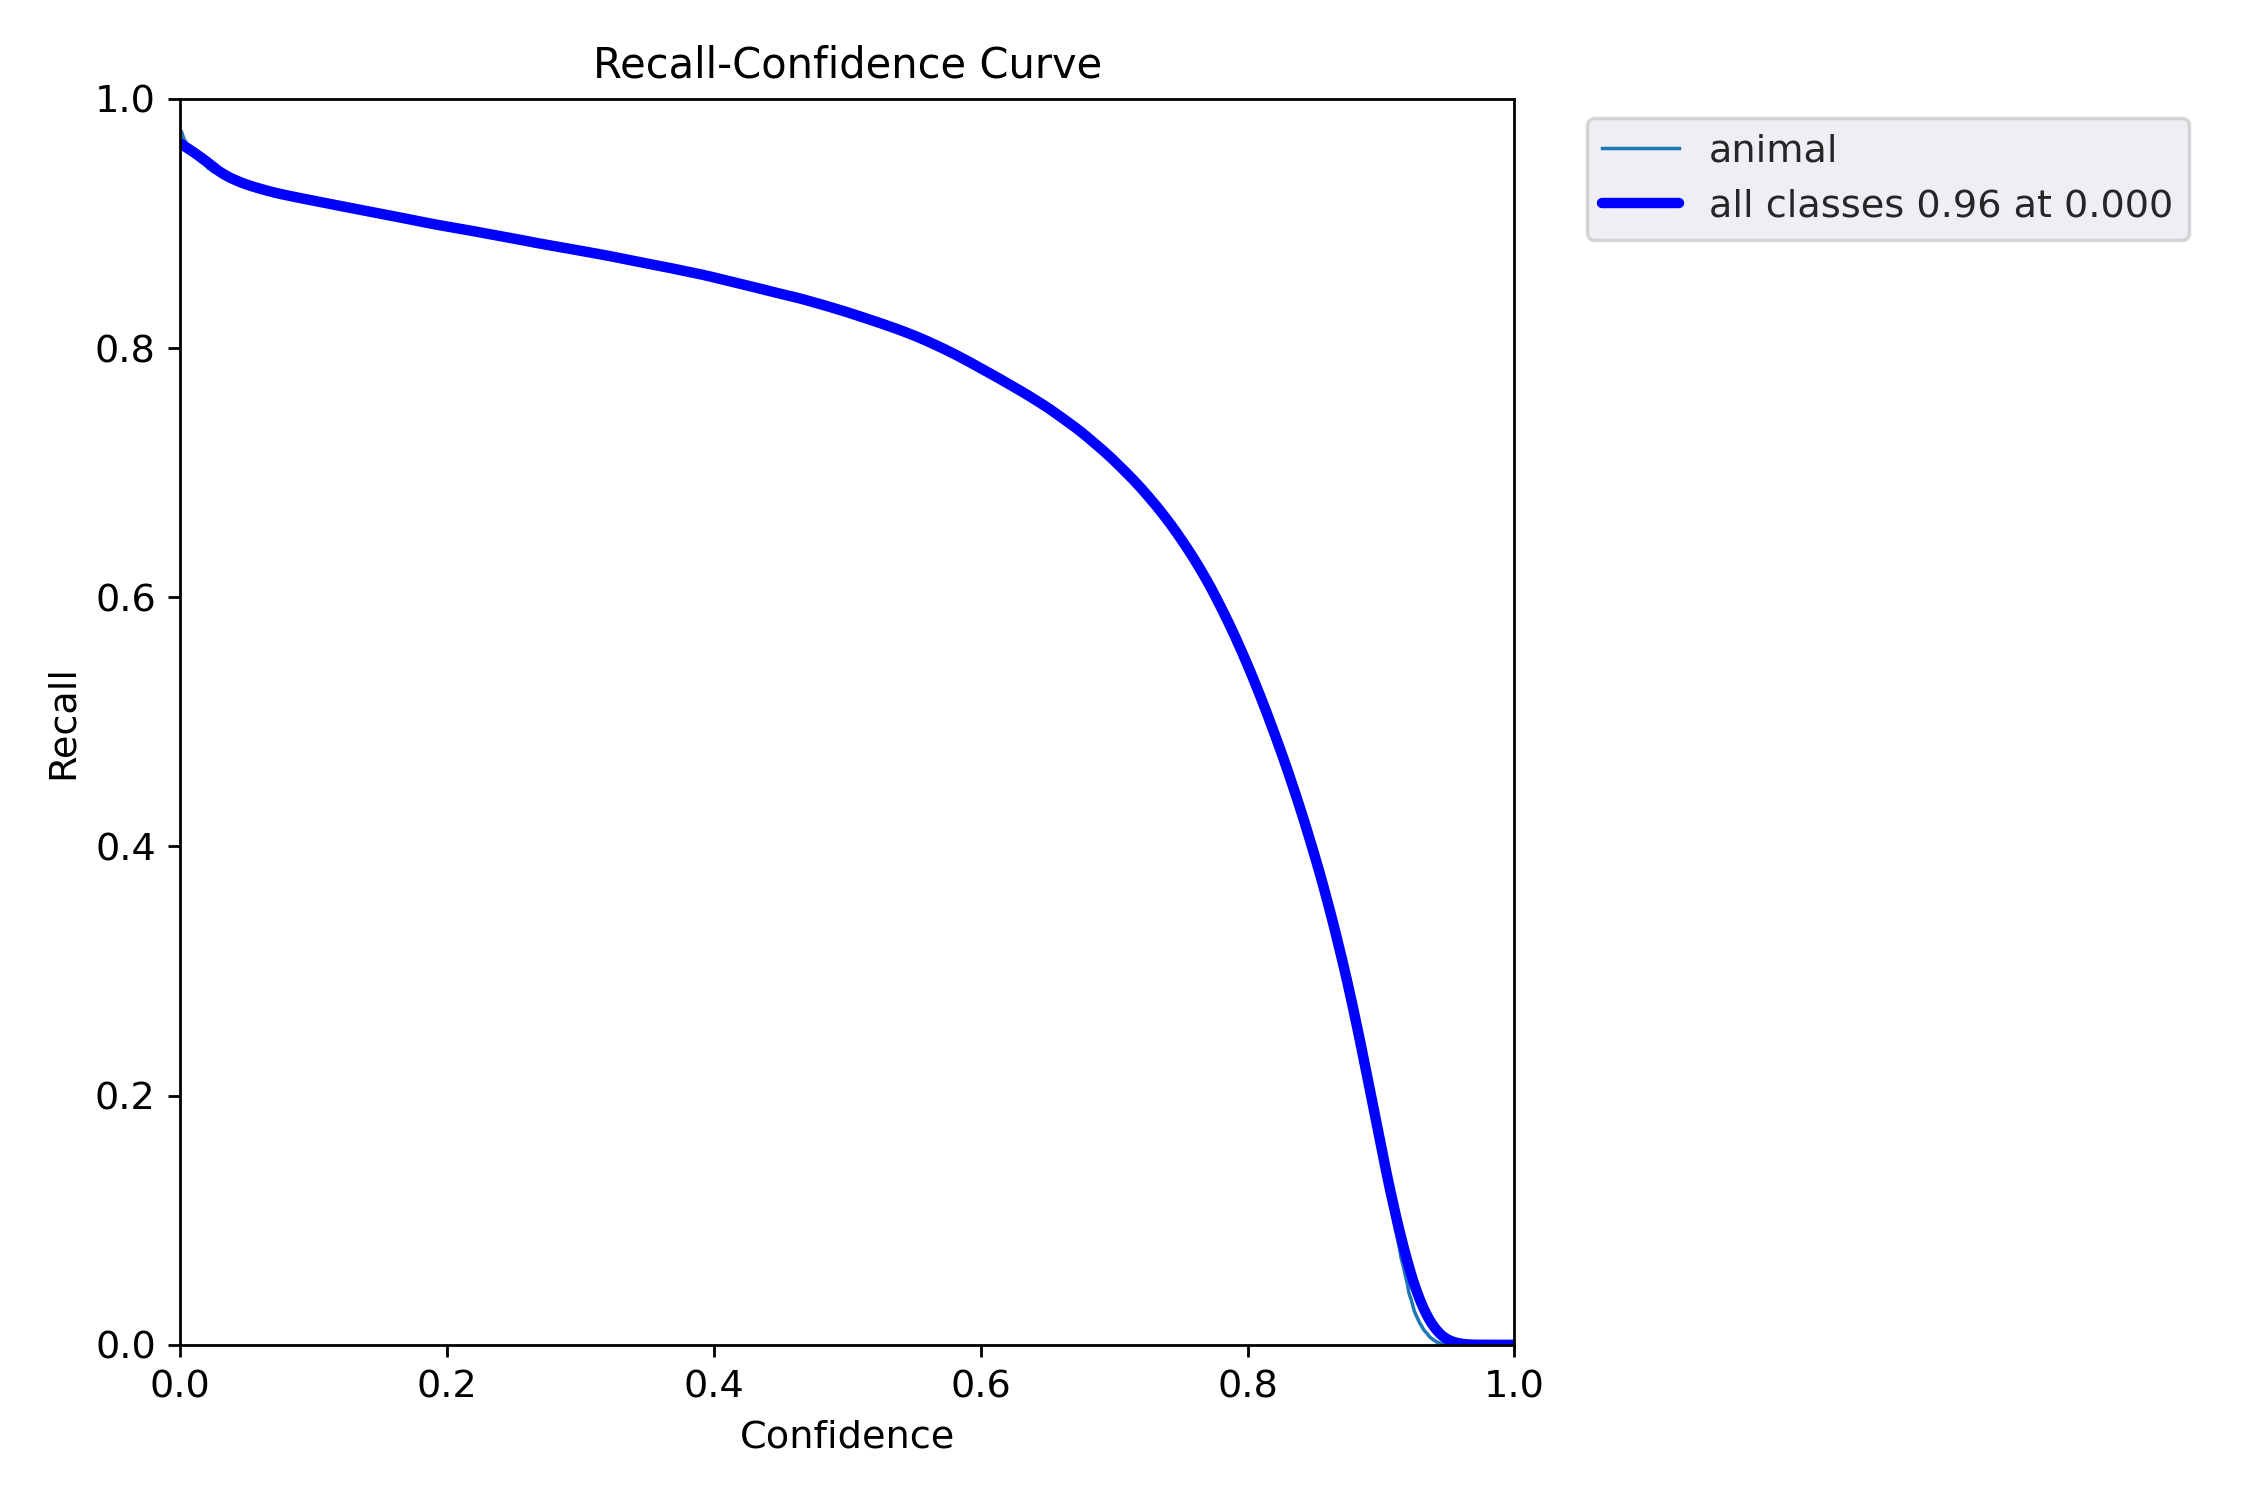 Recall-Confidence Curve
1.0
0.8
0.6
0.4
0.2
0.0
Recall
0.0 0.2 0.4 0.6 0.8 1.0
Confidence
animal
all classes 0.96 at 0.000